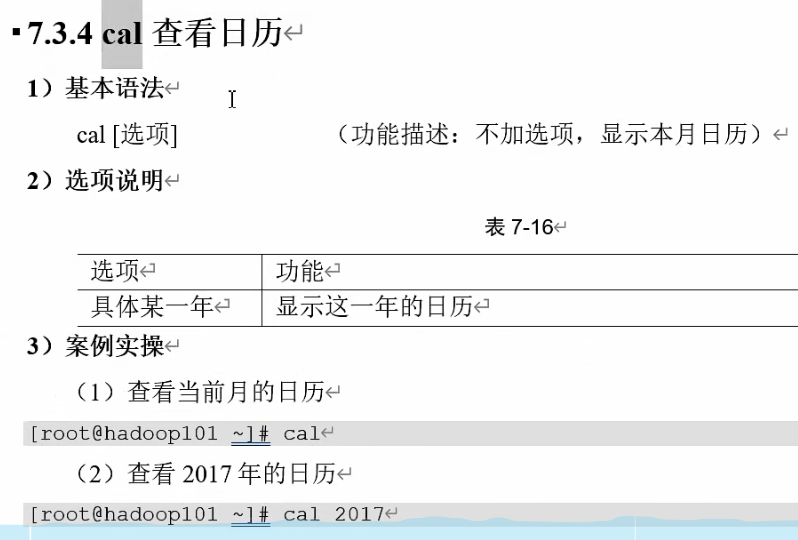 7.3.4 cal 查看日历
1）基本语法
cal [选项] （功能描述：不加选项，显示本月日历）
2）选项说明
表 7-16
选项 功能
具体某一年 显示这一年的日历
3）案例实操
（1）查看当前月的日历
[root@hadoop101 ~]# cal
（2）查看 2017 年的日历
[root@hadoop101 ~]# cal 2017